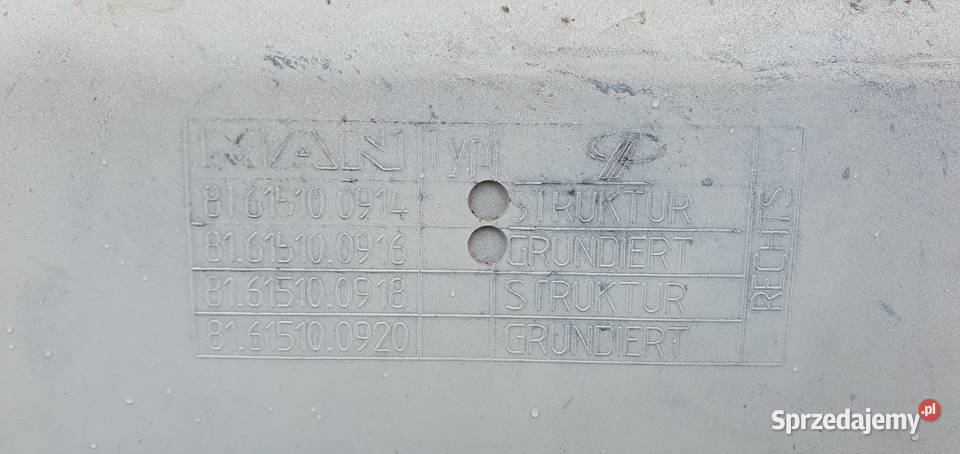 MAN Typ
81.61510.0914 STRUKTUR
81.61510.0916 GRUNDIERT
81.61510.0918 STRUKTUR
81.61510.0920 GRUNDIERT
RECHTS
Sprzedajemy.pl